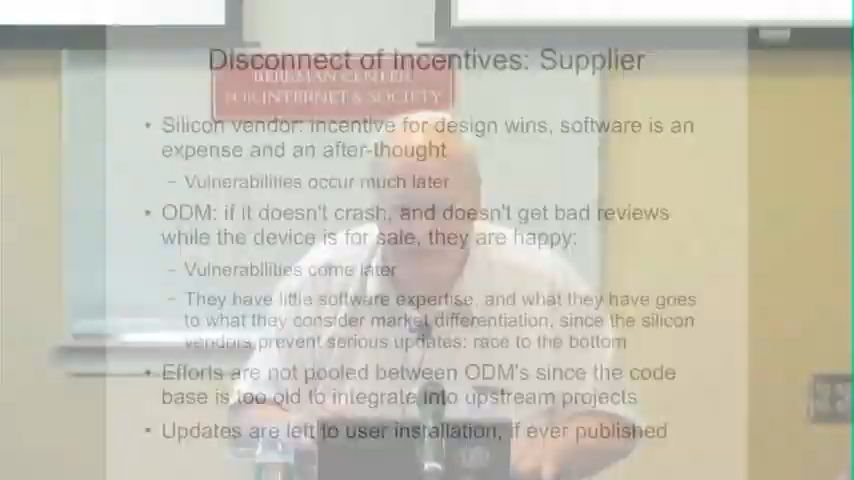 Disconnect of Incentives: Supplier
BERKMAN CENTER
FOR INTERNET & SOCIETY
• Silicon vendor: incentive for design wins, software is an
expense and an after-thought
– Vulnerabilities occur much later
• ODM: if it doesn't crash, and doesn't get bad reviews
while the device is for sale, they are happy:
– Vulnerabilities come later
– They have little software expertise, and what they have goes
to what they consider market differentiation, since the silicon
vendors prevent serious updates: race to the bottom
• Efforts are not pooled between ODM's since the code
base is too old to integrate into upstream projects
• Updates are left to user installation, if ever published